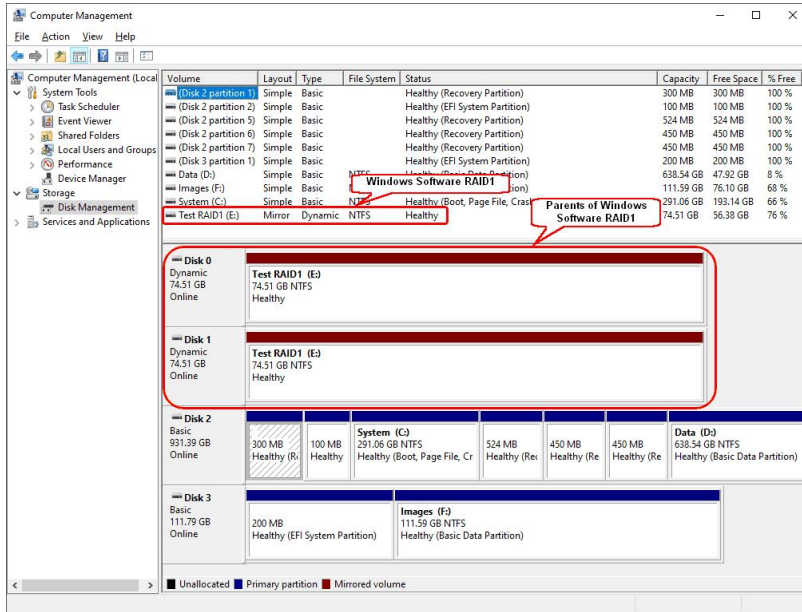 Computer Management
File Action View Help
Computer Management (Local
System Tools
Task Scheduler
Event Viewer
Shared Folders
Local Users and Groups
Performance
Device Manager
Storage
Disk Management
Services and Applications
Volume Layout Type File System Status Capacity Free Space % Free
(Disk 2 partition 1) Simple Basic Healthy (Recovery Partition) 300 MB 300 MB 100 %
(Disk 2 partition 2) Simple Basic Healthy (EFI System Partition) 100 MB 100 MB 100 %
(Disk 2 partition 5) Simple Basic Healthy (Recovery Partition) 524 MB 524 MB 100 %
(Disk 2 partition 6) Simple Basic Healthy (Recovery Partition) 450 MB 450 MB 100 %
(Disk 2 partition 7) Simple Basic Healthy (Recovery Partition) 450 MB 450 MB 100 %
(Disk 3 partition 1) Simple Basic Healthy (EFI System Partition) 200 MB 200 MB 100 %
Data (D:) Simple Basic NTFS Healthy (Basic Data Partition) 638.54 GB 47.92 GB 8 %
Images (F:) Simple Basic 111.59 GB 76.10 GB 68 %
System (C:) Simple Basic NTFS Healthy (Boot, Page File, Crash 291.06 GB 193.14 GB 66 %
Test RAID1 (E:) Mirror Dynamic NTFS Healthy 74.51 GB 56.38 GB 76 %
Windows Software RAID1
Parents of Windows
Software RAID1
Disk 0
Dynamic
74.51 GB
Online
Test RAID1 (E:)
74.51 GB NTFS
Healthy
Disk 1
Dynamic
74.51 GB
Online
Test RAID1 (E:)
74.51 GB NTFS
Healthy
Disk 2
Basic
931.39 GB
Online
300 MB
Healthy (R
100 MB
Healthy
System (C:)
291.06 GB NTFS
Healthy (Boot, Page File, Cr
524 MB
Healthy (Rec
450 MB
Healthy (Re
450 MB
Healthy (Re
Data (D:)
638.54 GB NTFS
Healthy (Basic Data Partition)
Disk 3
Basic
111.79 GB
Online
200 MB
Healthy (EFI System Partition)
Images (F:)
111.59 GB NTFS
Healthy (Basic Data Partition)
Unallocated Primary partition Mirrored volume